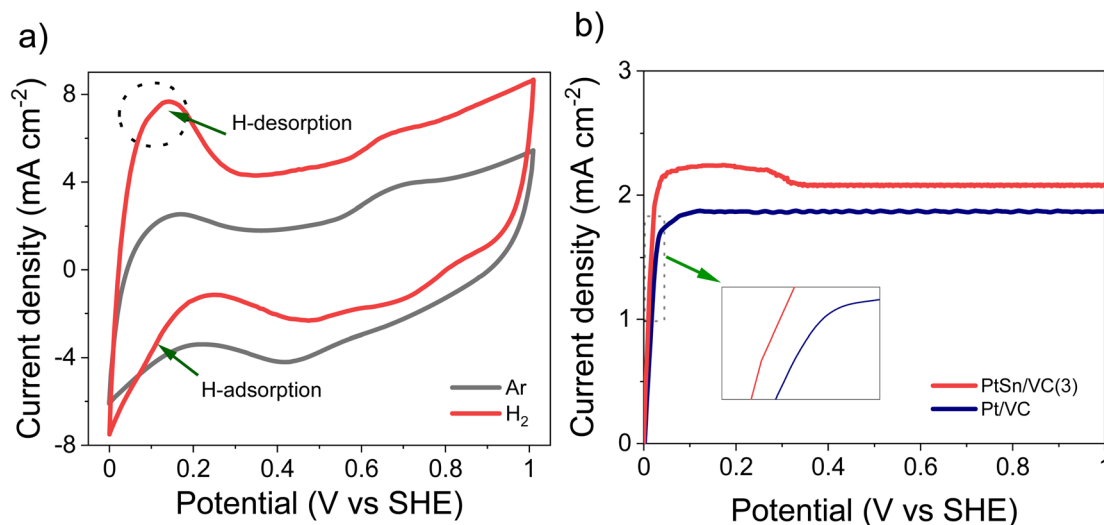 a)
Current density (mA cm⁻²)
8
4
0
-4
-8
H-desorption
H-adsorption
Ar
H₂
0
0.2
0.4
0.6
0.8
1
Potential (V vs SHE)
b)
Current density (mA cm⁻²)
3
2
1
0
PtSn/VC(3)
Pt/VC
0
0.2
0.4
0.6
0.8
1
Potential (V vs SHE)